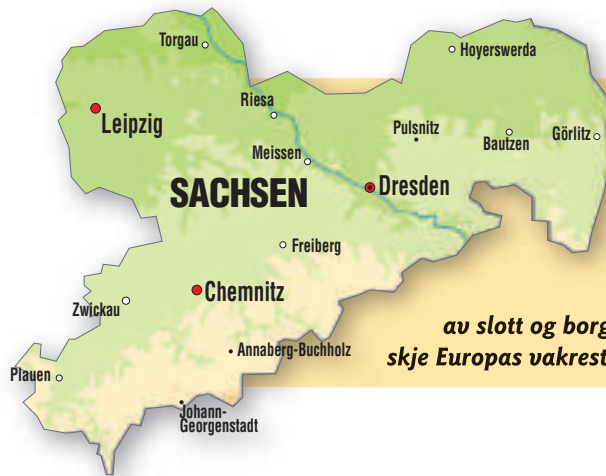 Torgau
Hoyerswerda
Riesa
Leipzig
Pulsnitz
Bautzen
Görlitz
Meissen
SACHSEN
Dresden
Freiberg
Chemnitz
Zwickau
av slott og borg
Annaberg-Buchholz
skje Europas vakrest
Plauen
Johann-
Georgenstadt